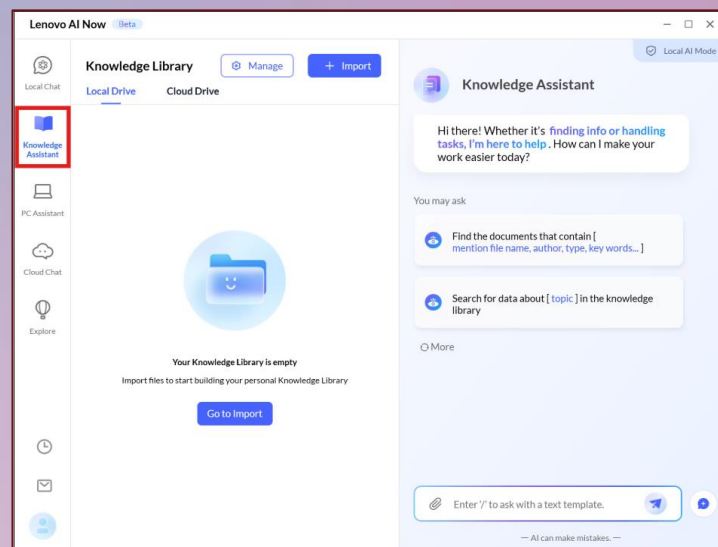 Lenovo AI Now Beta
Local Chat
Knowledge
Assistant
PC Assistant
Cloud Chat
Explore
Knowledge Library
Manage
+ Import
Local Drive
Cloud Drive
Your Knowledge Library is empty
Import files to start building your personal Knowledge Library
Go to Import
Local AI Mode
Knowledge Assistant
Hi there! Whether it's finding info or handling
tasks, I'm here to help . How can I make your
work easier today?
You may ask
Find the documents that contain [
mention file name, author, type, key words... ]
Search for data about [ topic ] in the knowledge
library
More
Enter '/' to ask with a text template.
— AI can make mistakes. —